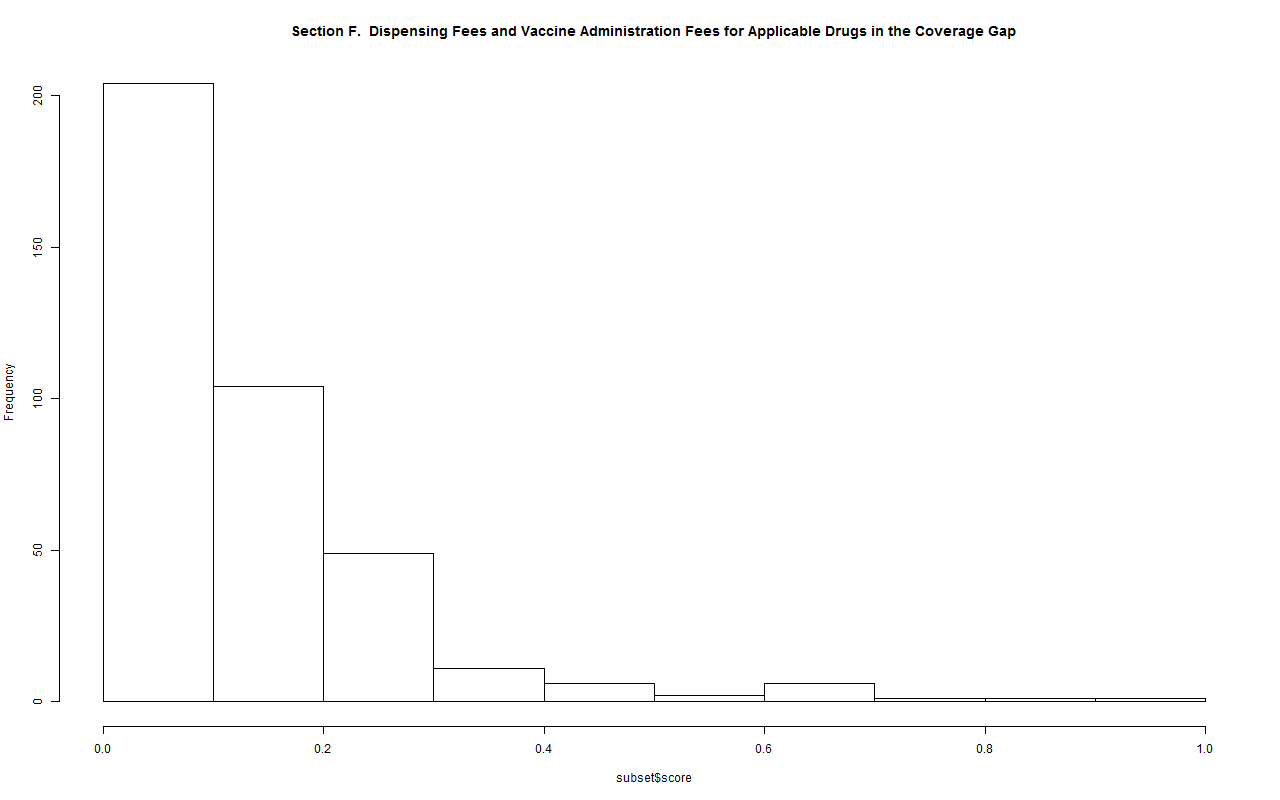 Section F.  Dispensing Fees and Vaccine Administration Fees for Applicable Drugs in the Coverage Gap
200
150
100
50
0
Frequency
0.0 0.2 0.4 0.6 0.8 1.0
subset$score